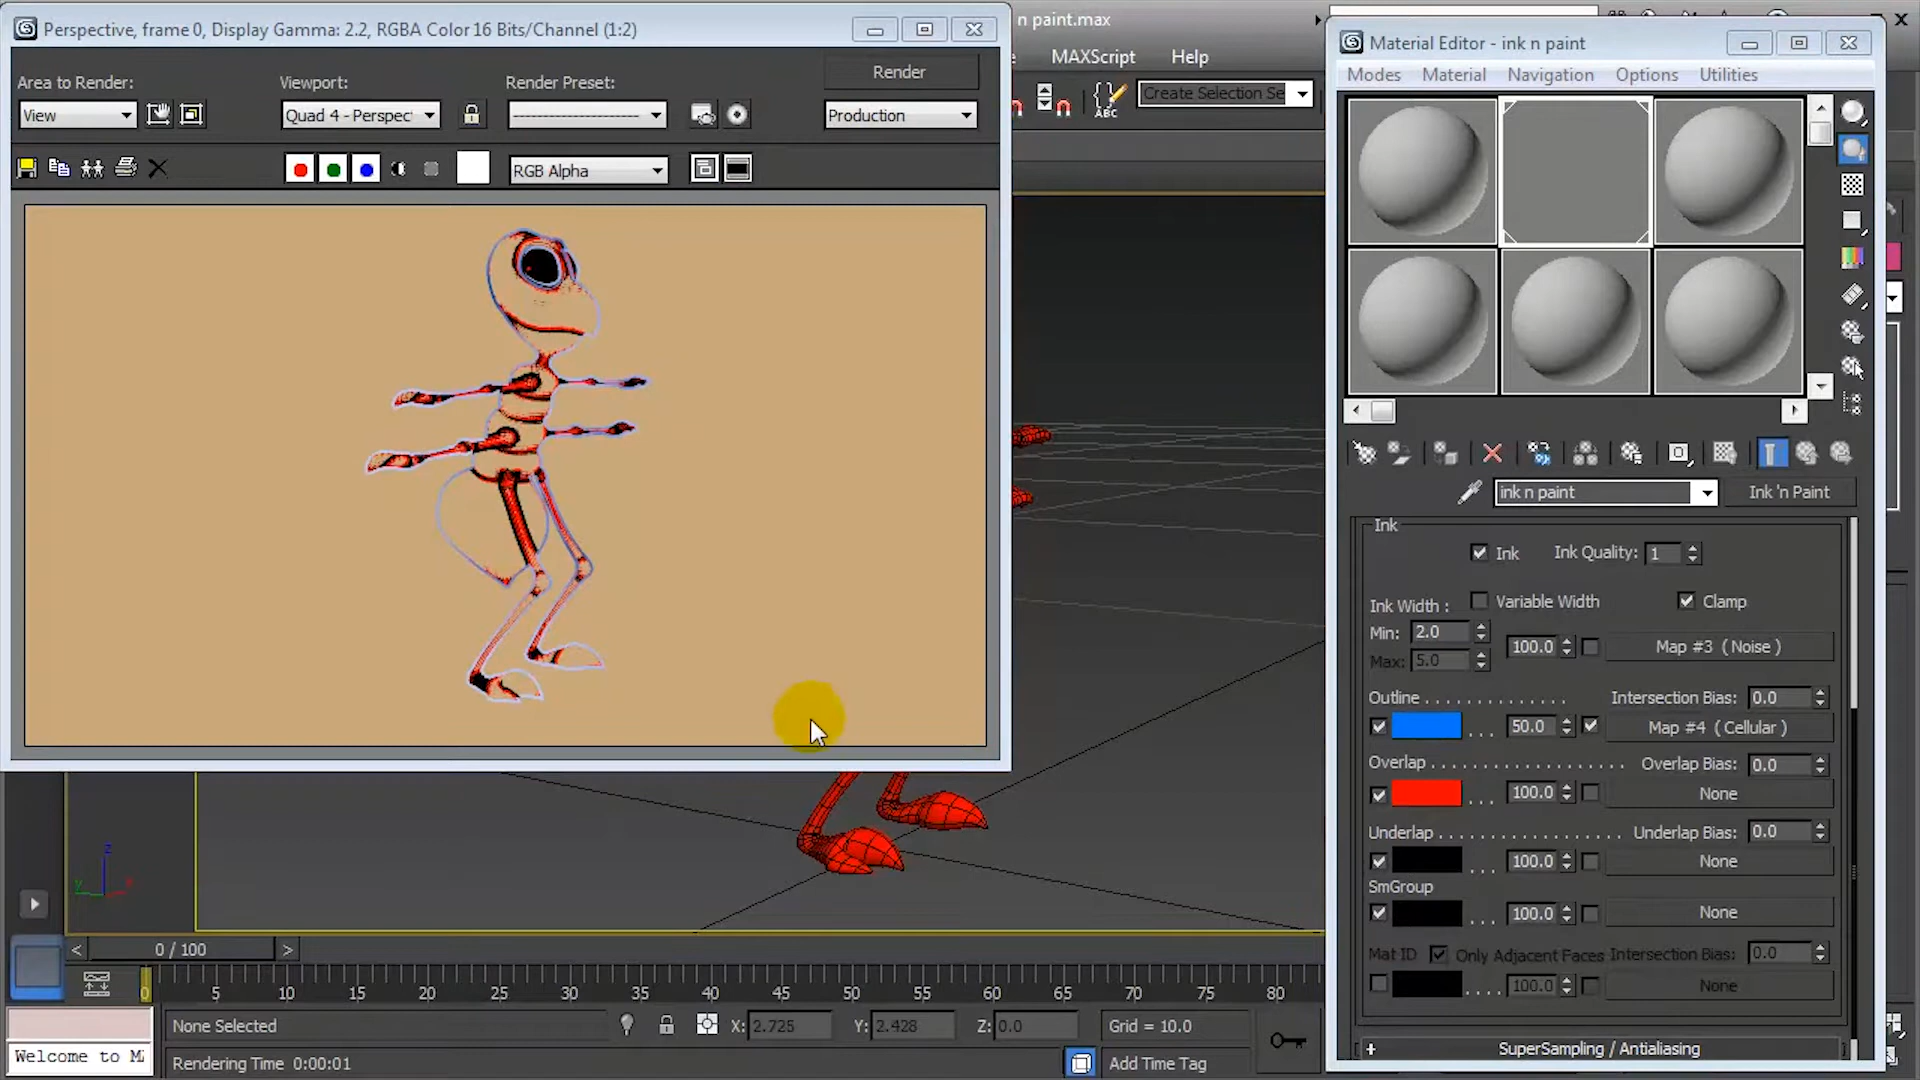 Perspective, frame 0, Display Gamma: 2.2, RGBA Color 16 Bits/Channel (1:2)
Area to Render:
Viewport:
Render Preset:
Render
View
Quad 4 - Perspec
Production
RGB Alpha
n paint.max
MAXScript
Help
ABC
Create Selection Se
Material Editor - ink n paint
Modes
Material
Navigation
Options
Utilities
ink n paint
Ink 'n Paint
Ink
Ink
Ink Quality: 1
Ink Width :
Variable Width
Clamp
Min: 2.0
100.0
Map #3 ( Noise )
Max: 5.0
Outline . . . . . . . . . . . . . .
Intersection Bias: 0.0
. . . 50.0
Map #4 ( Cellular )
Overlap . . . . . . . . . . . . . . . . . . .
Overlap Bias: 0.0
. . . 100.0
None
Underlap . . . . . . . . . . . . . . . . . .
Underlap Bias: 0.0
. . . 100.0
None
SmGroup
. . . 100.0
None
Mat ID
Only Adjacent Faces
Intersection Bias: 0.0
. . . . 100.0
None
+ SuperSampling / Antialiasing
z
y
x
< 0 / 100 >
0 5 10 15 20 25 30 35 40 45 50 55 60 65 70 75 80
None Selected
X: 2.725
Y: 2.428
Z: 0.0
Grid = 10.0
Welcome to M
Rendering Time 0:00:01
Add Time Tag